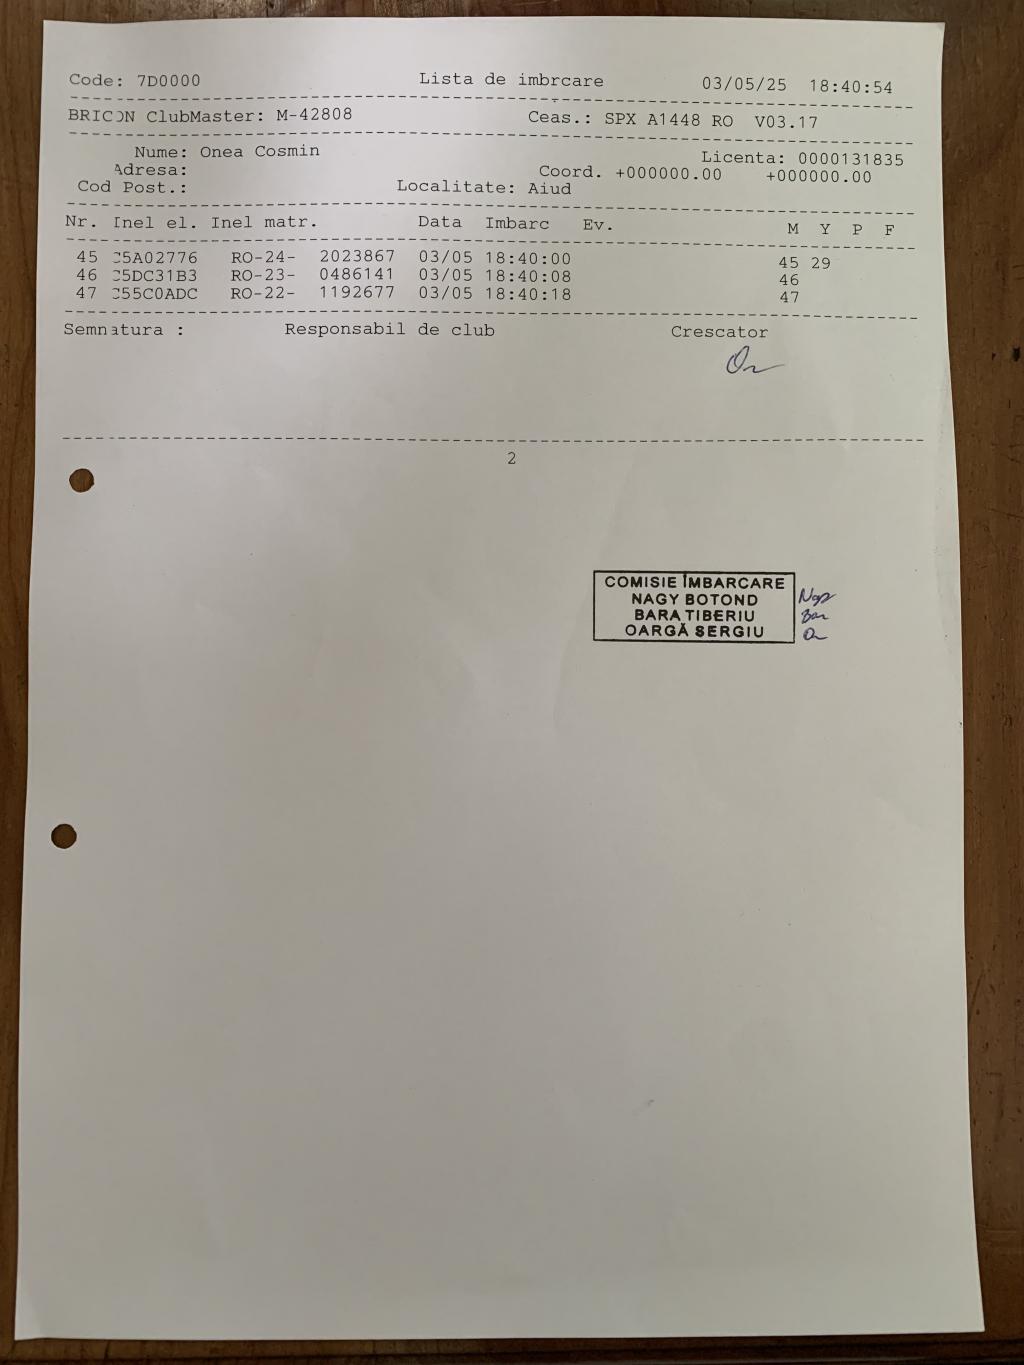 Code: 7D0000 Lista de imbrcare 03/05/25 18:40:54
BRICON ClubMaster: M-42808 Ceas.: SPX A1448 RO V03.17
Nume: Onea Cosmin Licenta: 0000131835
Adresa: Coord. +000000.00 +000000.00
Cod Post.: Localitate: Aiud
Nr. Inel el. Inel matr. Data Imbarc Ev. M Y P F
45 C5A02776 RO-24- 2023867 03/05 18:40:00 45 29
46 C5DC31B3 RO-23- 0486141 03/05 18:40:08 46
47 C55C0ADC RO-22- 1192677 03/05 18:40:18 47
Semnatura : Responsabil de club Crescator
2
COMISIE ÎMBARCARE
NAGY BOTOND
BARA TIBERIU
OARGĂ SERGIU